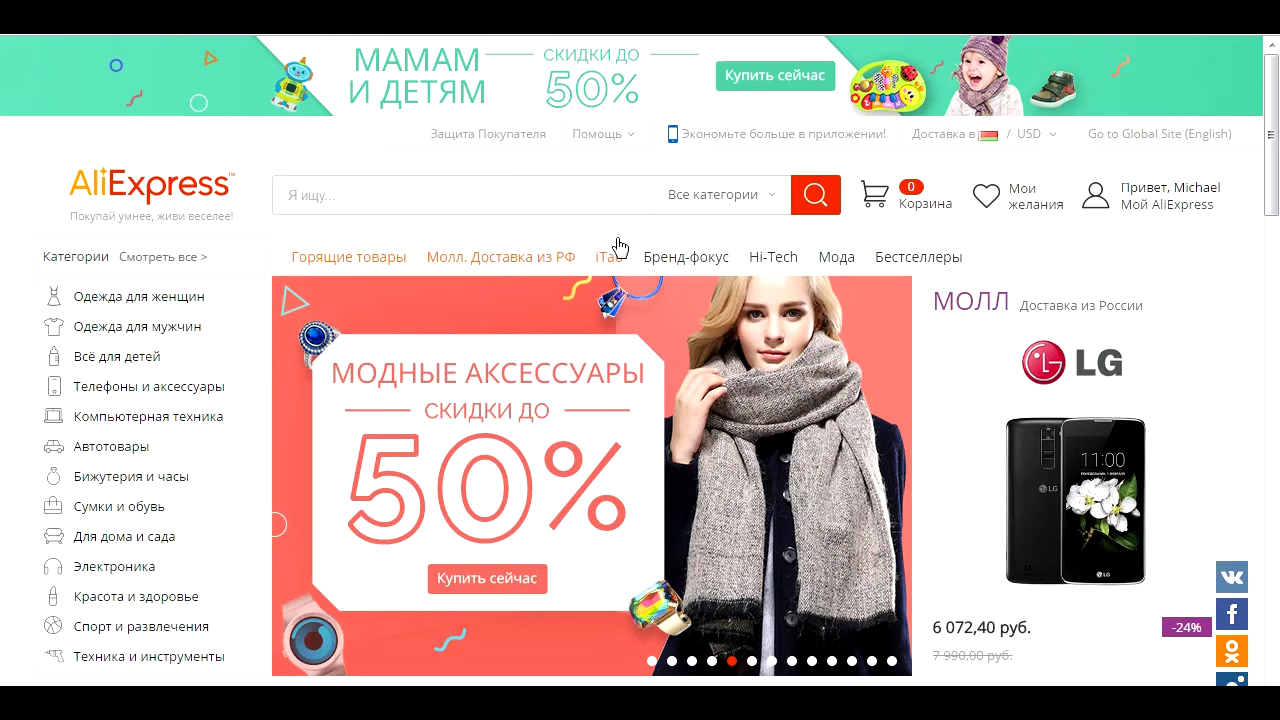 МАМАМ
И ДЕТЯМ
СКИДКИ ДО
50%
Купить сейчас
Защита Покупателя
Помощь
Экономьте больше в приложении!
Доставка в / USD
Go to Global Site (English)
AliExpress™
Покупай умнее, живи веселее!
Я ищу...
Все категории
0
Корзина
Мои
желания
Привет, Michael
Мой AliExpress
Категории Смотреть все >
Горящие товары
Молл. Доставка из РФ
Бренд-фокус
Hi-Tech
Мода
Бестселлеры
Одежда для женщин
Одежда для мужчин
Всё для детей
Телефоны и аксессуары
Компьютерная техника
Автотовары
Бижутерия и часы
Сумки и обувь
Для дома и сада
Электроника
Красота и здоровье
Спорт и развлечения
Техника и инструменты
МОДНЫЕ АКСЕССУАРЫ
СКИДКИ ДО
50%
Купить сейчас
МОЛЛ Доставка из России
LG
11:00
LG
LG
6 072,40 руб.
-24%
7 990,00 руб.